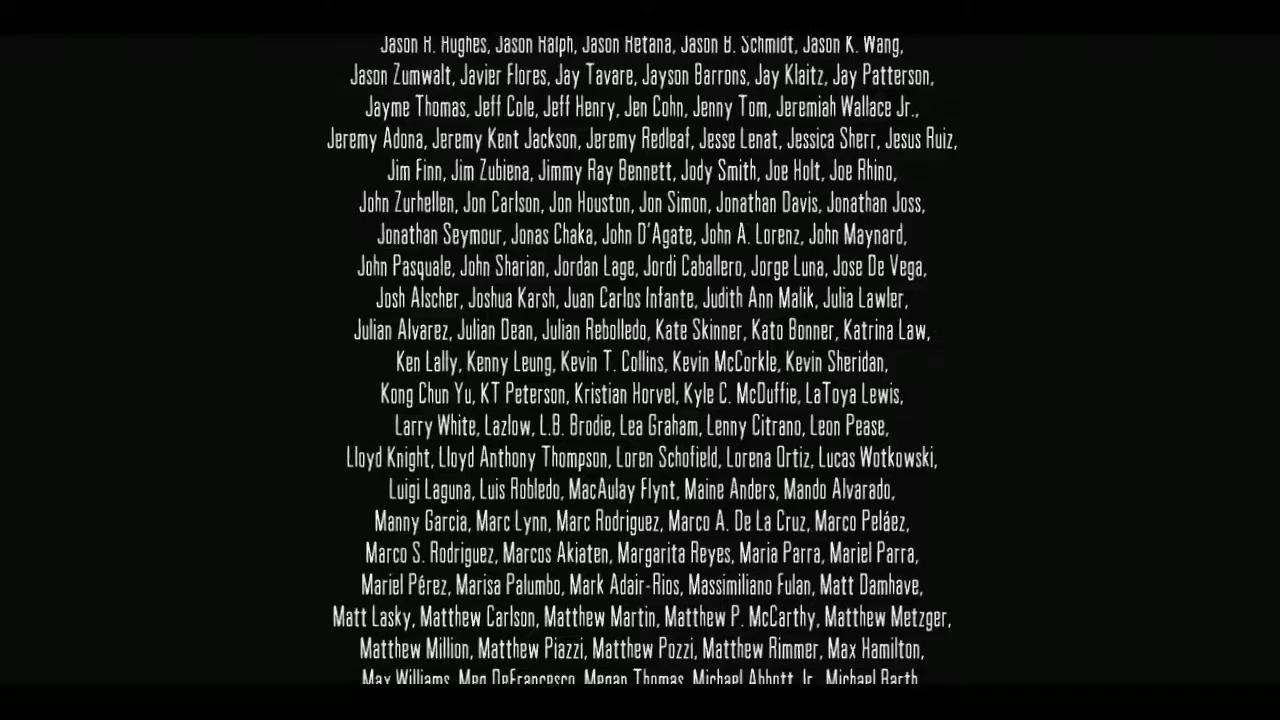 Jason R. Hughes, Jason Ralph, Jason Retana, Jason B. Schmidt, Jason K. Wang,
Jason Zumwalt, Javier Flores, Jay Tavare, Jayson Barrons, Jay Klaitz, Jay Patterson,
Jayme Thomas, Jeff Cole, Jeff Henry, Jen Cohn, Jenny Tom, Jeremiah Wallace Jr.,
Jeremy Adona, Jeremy Kent Jackson, Jeremy Redleaf, Jesse Lenat, Jessica Sherr, Jesus Ruiz,
Jim Finn, Jim Zubiena, Jimmy Ray Bennett, Jody Smith, Joe Holt, Joe Rhino,
John Zurhellen, Jon Carlson, Jon Houston, Jon Simon, Jonathan Davis, Jonathan Joss,
Jonathan Seymour, Jonas Chaka, John D'Agate, John A. Lorenz, John Maynard,
John Pasquale, John Sharian, Jordan Lage, Jordi Caballero, Jorge Luna, Jose De Vega,
Josh Alscher, Joshua Karsh, Juan Carlos Infante, Judith Ann Malik, Julia Lawler,
Julian Alvarez, Julian Dean, Julian Rebolledo, Kate Skinner, Kato Bonner, Katrina Law,
Ken Lally, Kenny Leung, Kevin T. Collins, Kevin McCorkle, Kevin Sheridan,
Kong Chun Yu, KT Peterson, Kristian Horvel, Kyle C. McDuffie, LaToya Lewis,
Larry White, Lazlow, L.B. Brodie, Lea Graham, Lenny Citrano, Leon Pease,
Lloyd Knight, Lloyd Anthony Thompson, Loren Schofield, Lorena Ortiz, Lucas Wotkowski,
Luigi Laguna, Luis Robledo, MacAulay Flynt, Maine Anders, Mando Alvarado,
Manny Garcia, Marc Lynn, Marc Rodriguez, Marco A. De La Cruz, Marco Peláez,
Marco S. Rodriguez, Marcos Akiaten, Margarita Reyes, Maria Parra, Mariel Parra,
Mariel Pérez, Marisa Palumbo, Mark Adair-Rios, Massimiliano Fulan, Matt Damhave,
Matt Lasky, Matthew Carlson, Matthew Martin, Matthew P. McCarthy, Matthew Metzger,
Matthew Million, Matthew Piazzi, Matthew Pozzi, Matthew Rimmer, Max Hamilton,
Max Williams, Meg DeFrancesco, Megan Thomas, Michael Abbott Jr., Michael Barth,